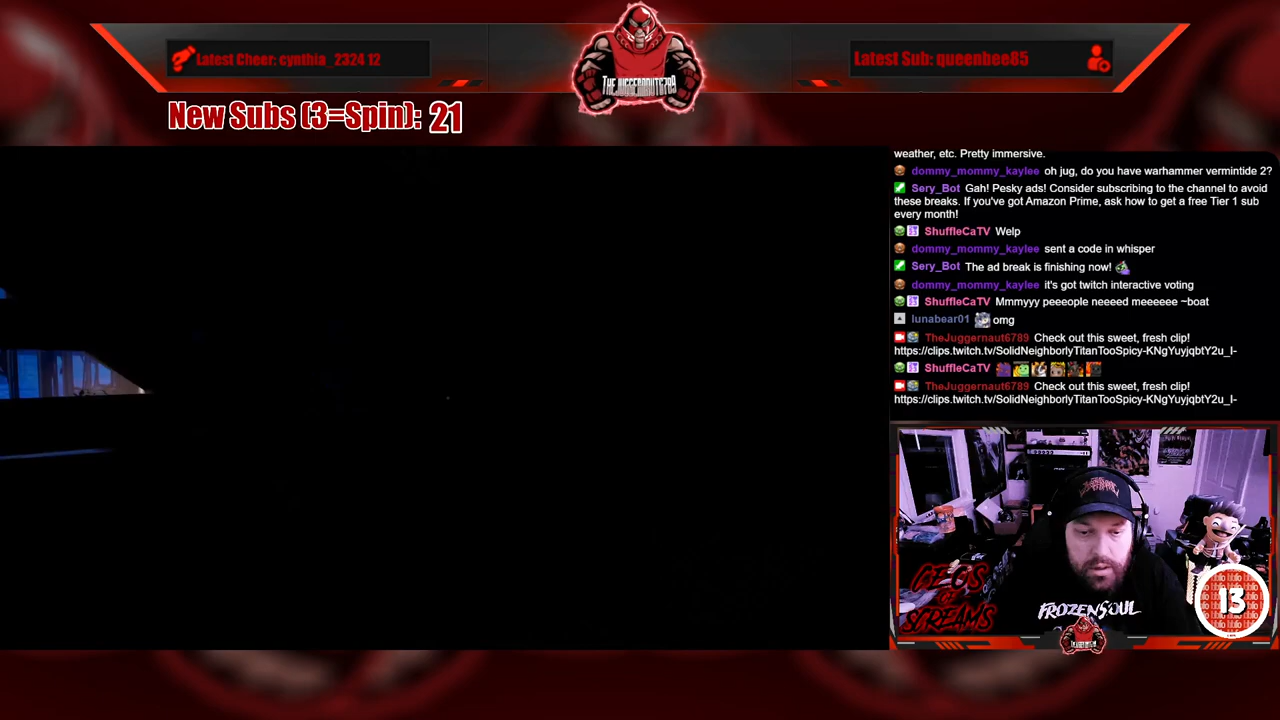 Latest Cheer: cynthia_2324 12
THEJUGGERNAUT6789
Latest Sub: queenbee85
New Subs (3=Spin): 21
weather, etc. Pretty immersive.
dommy_mommy_kaylee oh jug, do you have warhammer vermintide 2?
Sery_Bot Gah! Pesky ads! Consider subscribing to the channel to avoid
these breaks. If you've got Amazon Prime, ask how to get a free Tier 1 sub
every month!
ShuffleCaTV Welp
dommy_mommy_kaylee sent a code in whisper
Sery_Bot The ad break is finishing now!
dommy_mommy_kaylee it's got twitch interactive voting
ShuffleCaTV Mmmyyy peeeople neeeed meeeeee ~boat
lunabear01 omg
TheJuggernaut6789 Check out this sweet, fresh clip!
https://clips.twitch.tv/SolidNeighborlyTitanTooSpicy-KNgYuyjqbtY2u_I-
ShuffleCaTV
TheJuggernaut6789 Check out this sweet, fresh clip!
https://clips.twitch.tv/SolidNeighborlyTitanTooSpicy-KNgYuyjqbtY2u_I-
FROZEN SOUL
SCREAMS
13